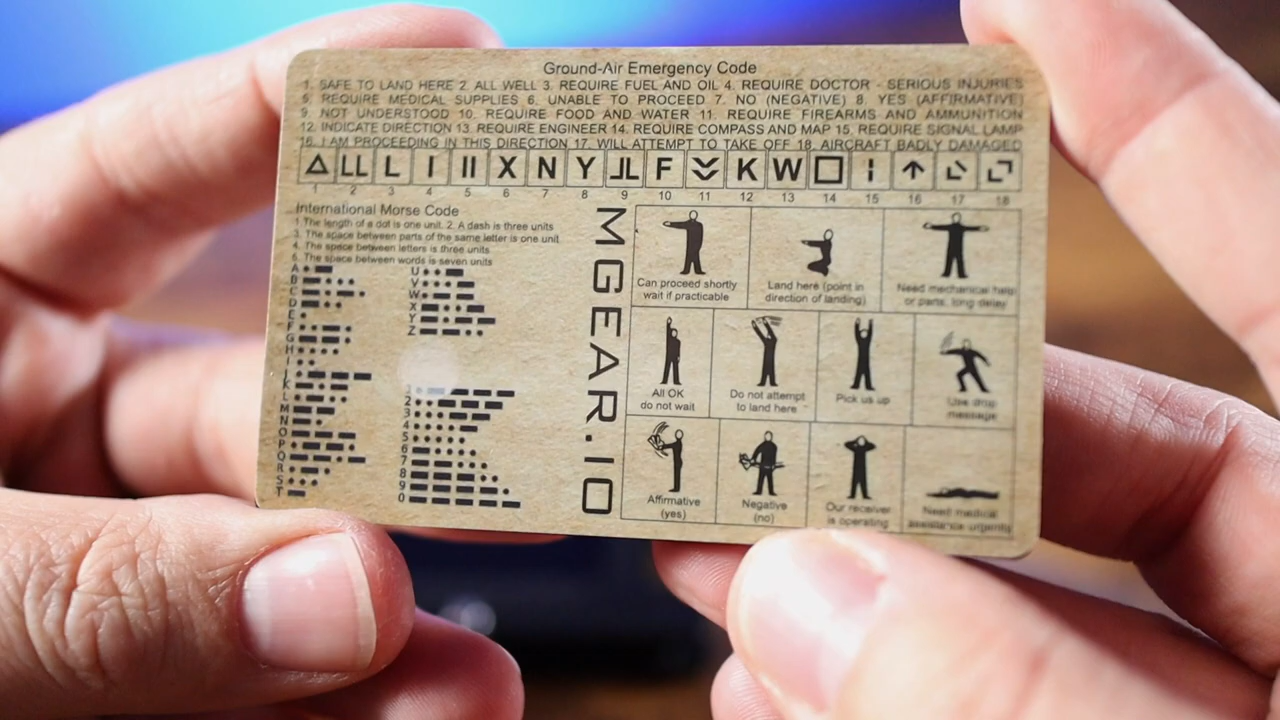 Ground-Air Emergency Code
1. SAFE TO LAND HERE 2. ALL WELL 3. REQUIRE FUEL AND OIL 4. REQUIRE DOCTOR - SERIOUS INJURIES
5. REQUIRE MEDICAL SUPPLIES 6. UNABLE TO PROCEED 7. NO (NEGATIVE) 8. YES (AFFIRMATIVE)
9. NOT UNDERSTOOD 10. REQUIRE FOOD AND WATER 11. REQUIRE FIREARMS AND AMMUNITION
12. INDICATE DIRECTION 13. REQUIRE ENGINEER 14. REQUIRE COMPASS AND MAP 15. REQUIRE SIGNAL LAMP
16. I AM PROCEEDING IN THIS DIRECTION 17. WILL ATTEMPT TO TAKE OFF 18. AIRCRAFT BADLY DAMAGED
LL L I II X N Y JL F K W
1 2 3 4 5 6 7 8 9 10 11 12 13 14 15 16 17 18
International Morse Code
1. The length of a dot is one unit. 2. A dash is three units
3. The space between parts of the same letter is one unit
4. The space between letters is three units
5. The space between words is seven units
A
B
C
D
E
F
G
H
I
J
K
L
M
N
O
P
Q
R
S
T
U
V
W
X
Y
Z
1
2
3
4
5
6
7
8
9
0
MGEAR.IO
Can proceed shortly
wait if practicable
Land here (point in
direction of landing)
Need mechanical help
or parts, long delay
All OK
do not wait
Do not attempt
to land here
Pick us up
Use drop
message
Affirmative
(yes)
Negative
(no)
Our receiver
is operating
Need medical
assistance urgently